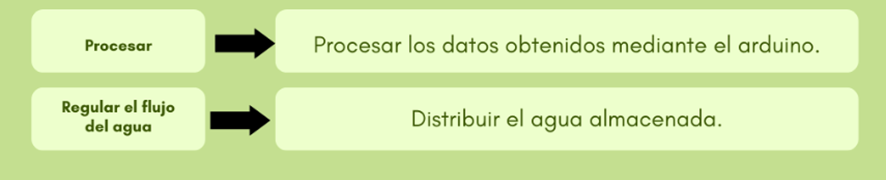 Procesar
Procesar los datos obtenidos mediante el arduino.
Regular el flujo
del agua
Distribuir el agua almacenada.